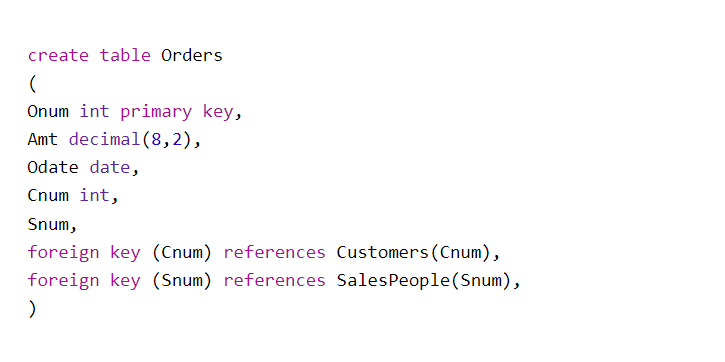 create table Orders
(
Onum int primary key,
Amt decimal(8,2),
Odate date,
Cnum int,
Snum,
foreign key (Cnum) references Customers(Cnum),
foreign key (Snum) references SalesPeople(Snum),
)